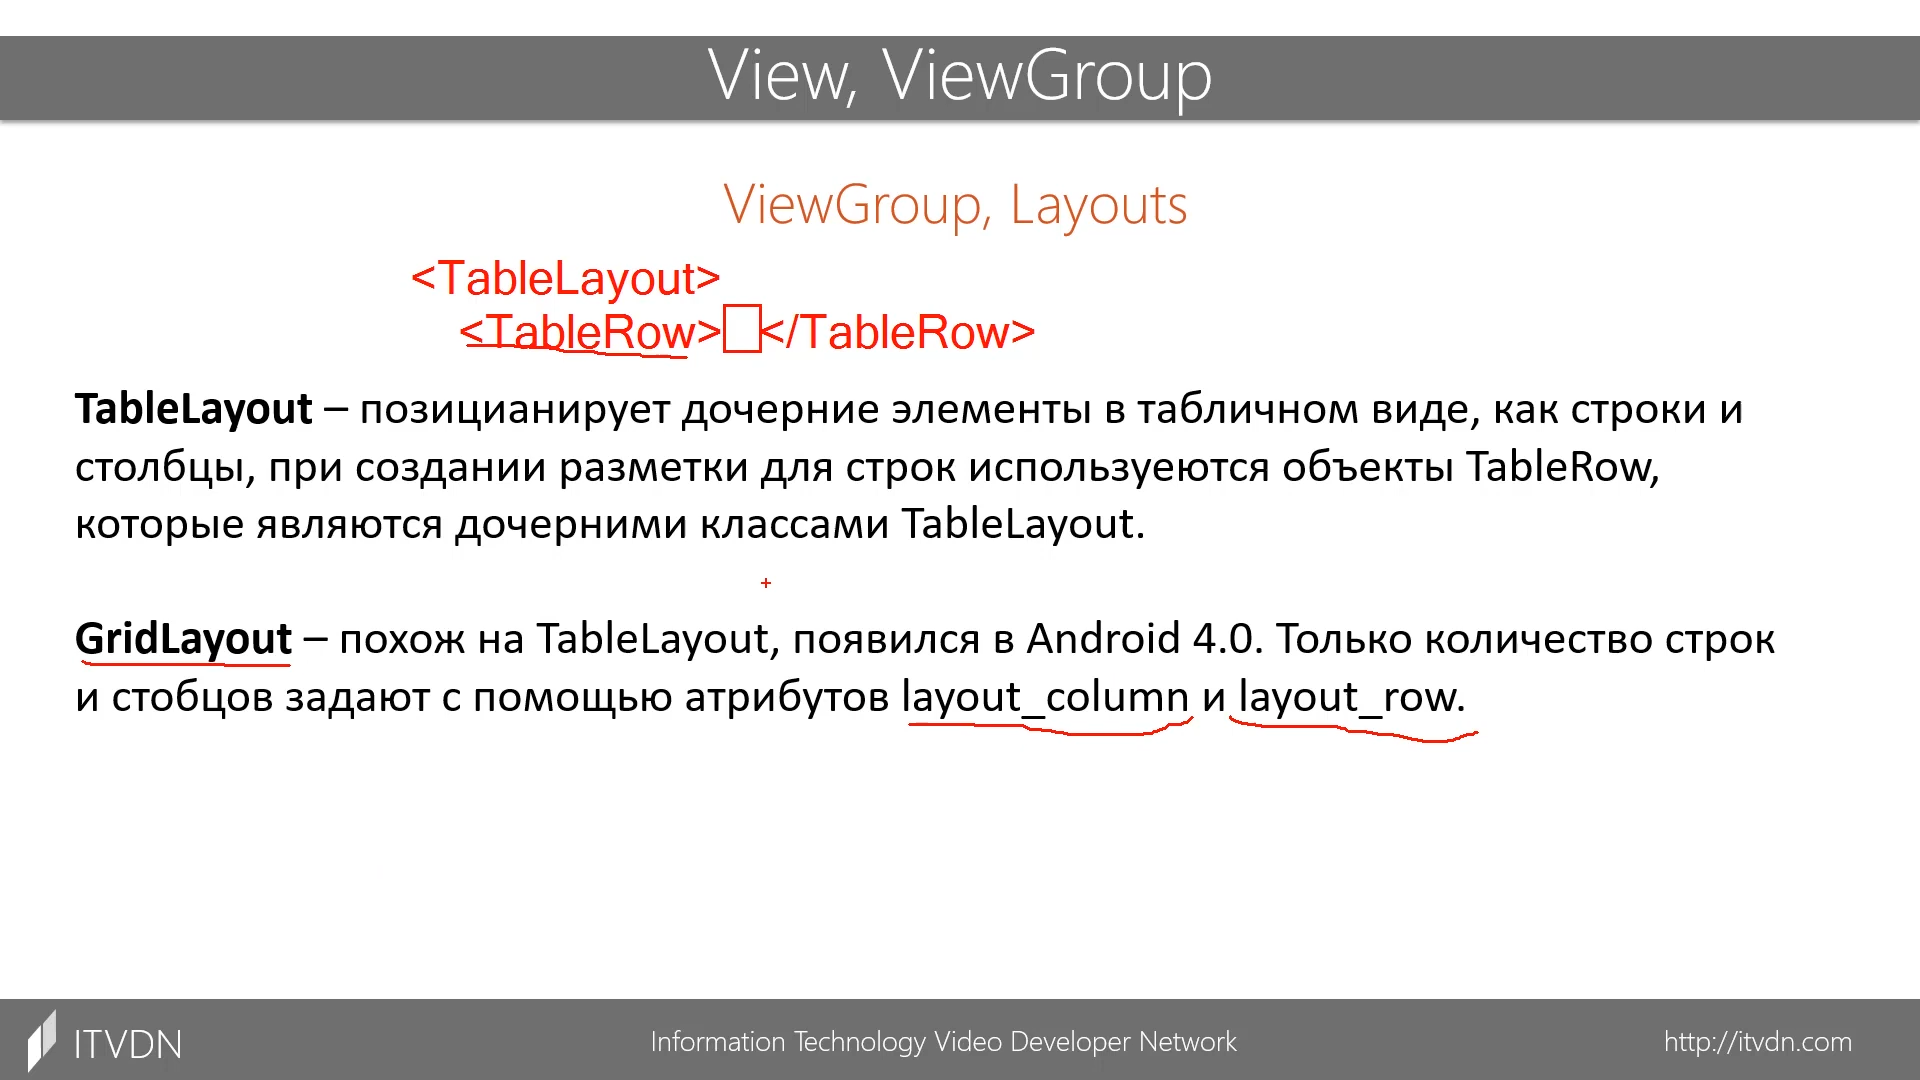 View, ViewGroup
ViewGroup, Layouts
<TableLayout>
<TableRow></TableRow>
TableLayout – позицианирует дочерние элементы в табличном виде, как строки и
столбцы, при создании разметки для строк используеются объекты TableRow,
которые являются дочерними классами TableLayout.
GridLayout – похож на TableLayout, появился в Android 4.0. Только количество строк
и стобцов задают с помощью атрибутов layout_column и layout_row.
ITVDN
Information Technology Video Developer Network
http://itvdn.com